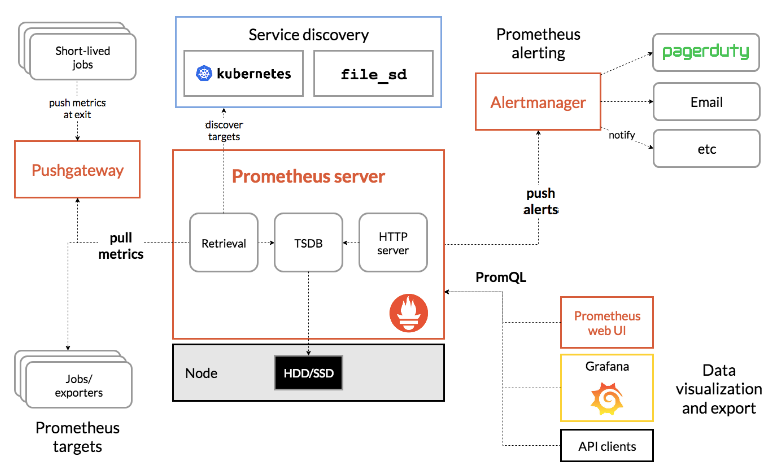 Short-lived
jobs
push metrics
at exit
Pushgateway
pull
metrics
Jobs/
exporters
Prometheus
targets
Service discovery
kubernetes
file_sd
discover
targets
Prometheus server
Retrieval
TSDB
HTTP
server
Node
HDD/SSD
Prometheus
alerting
Alertmanager
pagerduty
Email
notify
etc
push
alerts
PromQL
Prometheus
web UI
Grafana
API clients
Data
visualization
and export